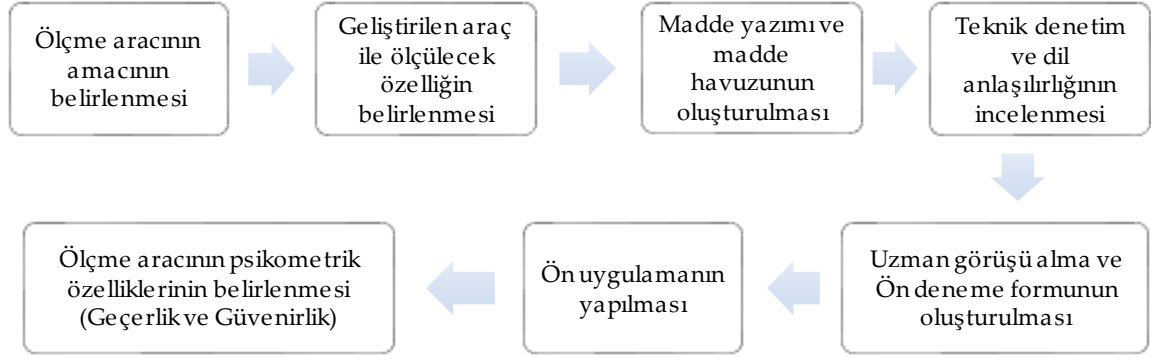 Ölçme aracının
amacının
belirlenmesi
Geliştirilen araç
ile ölçülecek
özelliğin
belirlenmesi
Madde yazımı ve
madde
havuzunun
oluşturulması
Teknik denetim
ve dil
anlaşılırlığının
incelenmesi
Uzman görüşü alma ve
Ön deneme formunun
oluşturulması
Ön uygulamanın
yapılması
Ölçme aracının psikometrik
özelliklerinin belirlenmesi
(Geçerlik ve Güvenirlik)